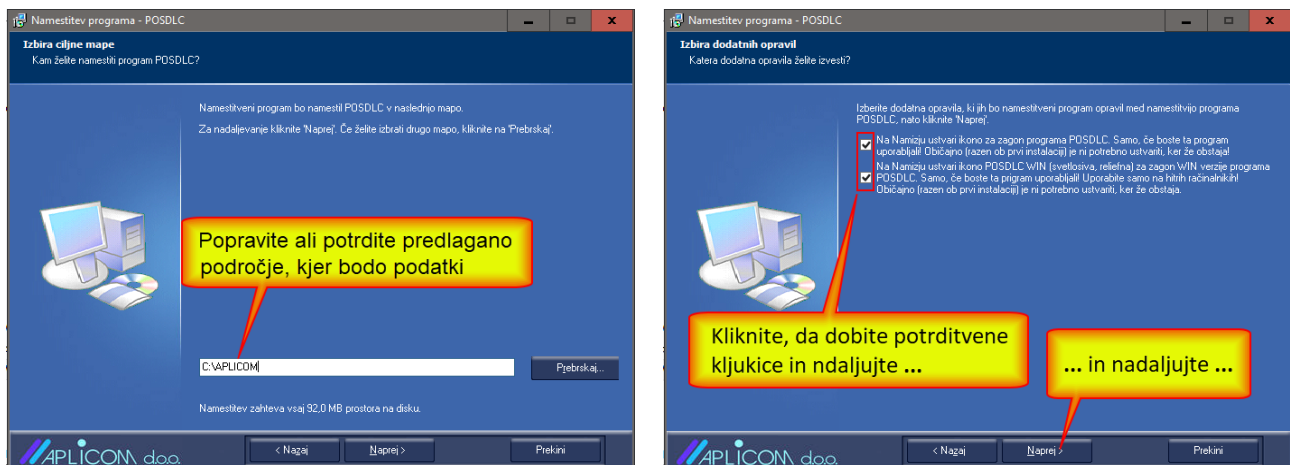 Namestitev programa - POSDLC
Izbira ciljne mape
Kam želite namestiti program POSDLC?
Namestitveni program bo namestil POSDLC v naslednjo mapo.
Za nadaljevanje kliknite 'Naprej'. Če želite izbrati drugo mapo, kliknite na 'Prebrskaj'.
Popravite ali potrdite predlagano
področje, kjer bodo podatki
C:\APLICOM
Prebrskaj...
Namestitev zahteva vsaj 92,0 MB prostora na disku.
APLICOM d.o.o.
< Nazaj
Naprej >
Prekini
Namestitev programa - POSDLC
Izbira dodatnih opravil
Katera dodatna opravila želite izvesti?
Izberite dodatna opravila, ki jih bo namestitveni program opravil med namestitvijo programa
POSDLC, nato kliknite 'Naprej'.
Na Namizju ustvari ikono za zagon programa POSDLC. Samo, če boste ta program
uporabljali! Običajno (razen ob prvi instalaciji) je ni potrebno ustvariti, ker že obstaja!
Na Namizju ustvari ikono POSDLC WIN (svetlosiva, reliefna) za zagon WIN verzije programa
POSDLC. Samo, če boste ta prigram uporabljali! Uporabite samo na hitrih računalnikih!
Običajno (razen ob prvi instalaciji) je ni potrebno ustvariti, ker že obstaja.
Kliknite, da dobite potrditvene
kljukice in ndaljujte ...
... in nadaljujte ...
APLICOM d.o.o.
< Nazaj
Naprej >
Prekini